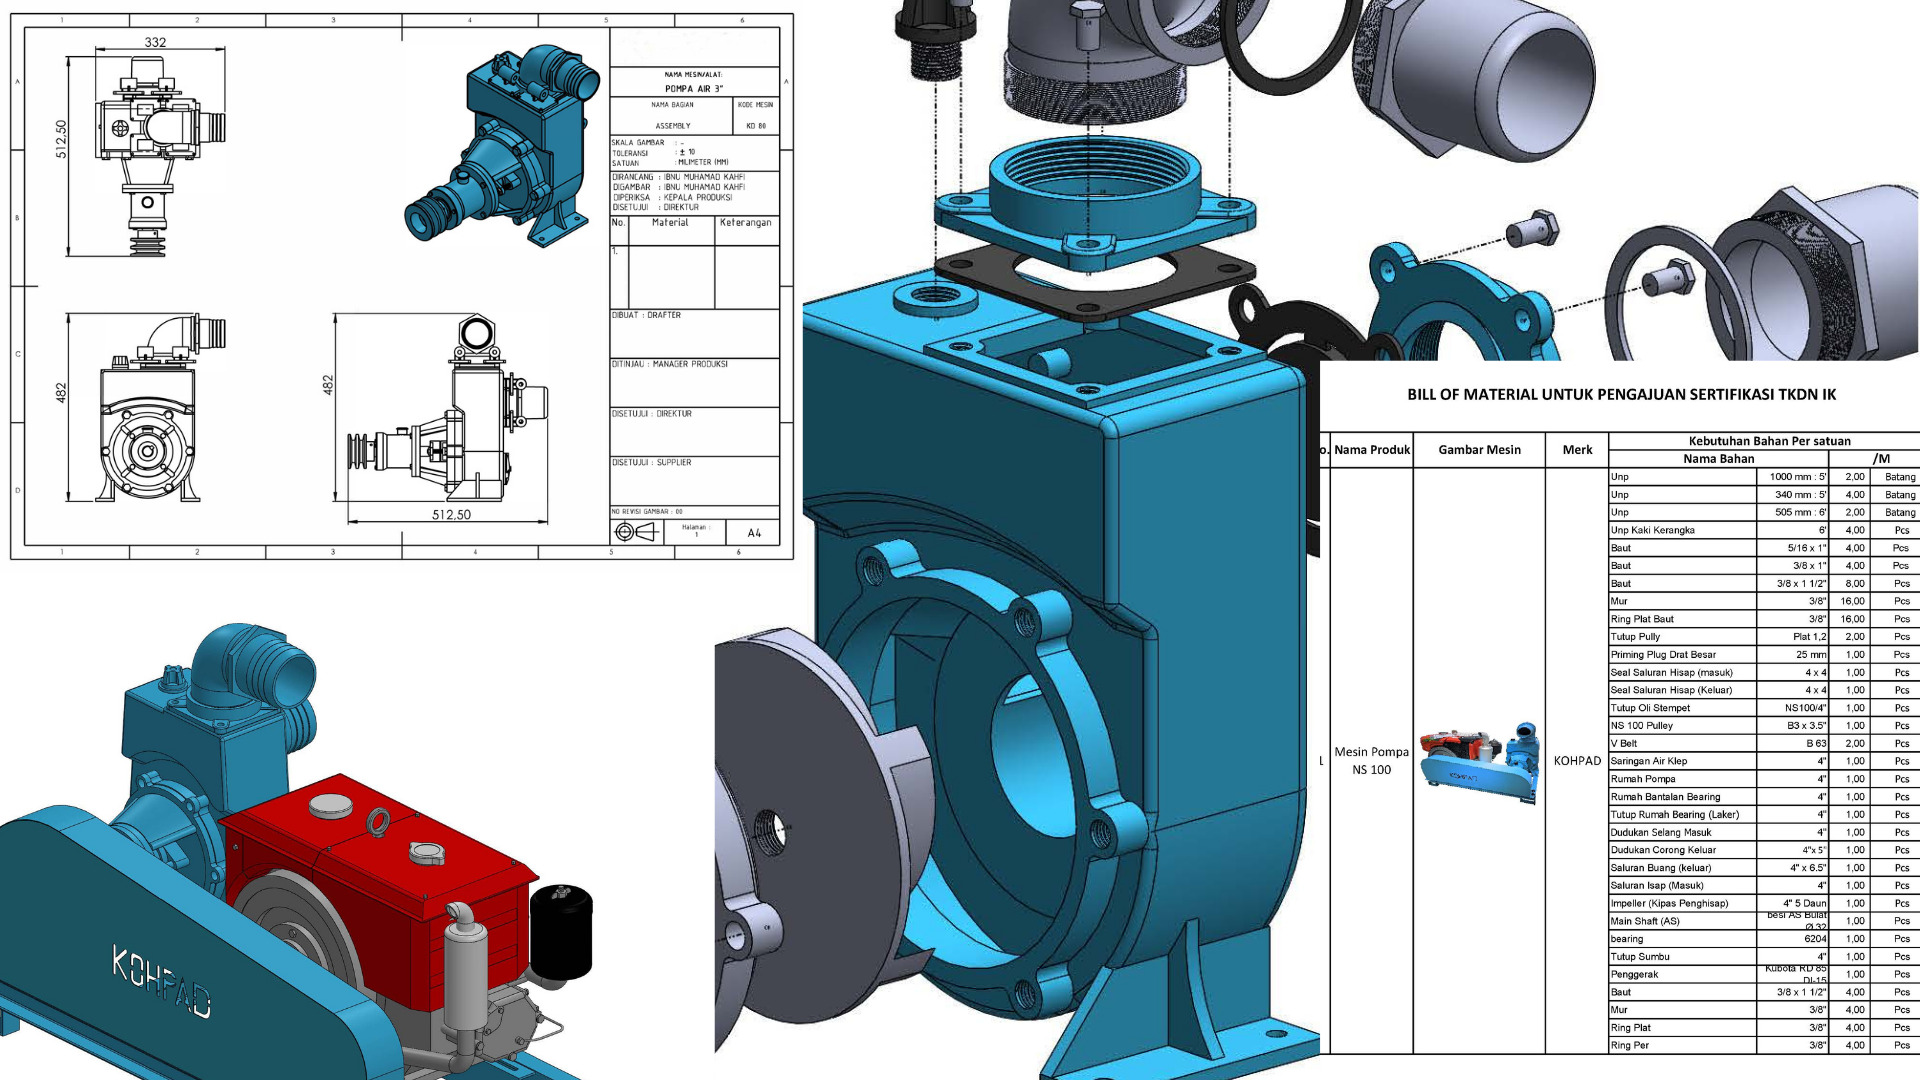 1 2 3 4 5 6
A
B
C
D
332
512,50
482
482
512,50
NAMA MESIN/ALAT:
POMPA AIR 3"
NAMA BAGIAN KODE MESIN
ASSEMBLY KD 80
SKALA GAMBAR : -
TOLERANSI : ± 10
SATUAN : MILIMETER (MM)
DIRANCANG : IBNU MUHAMAD KAHFI
DIGAMBAR : IBNU MUHAMAD KAHFI
DIPERIKSA : KEPALA PRODUKSI
DISETUJUI : DIREKTUR
No. Material Keterangan
1.
DIBUAT : DRAFTER
DITINJAU : MANAGER PRODUKSI
DISETUJUI : DIREKTUR
DISETUJUI : SUPPLIER
NO REVISI GAMBAR : 00
Halaman :
1
A4
1 2 3 4 5 6
KOHPAD
BILL OF MATERIAL UNTUK PENGAJUAN SERTIFIKASI TKDN IK
o. Nama Produk Gambar Mesin Merk Kebutuhan Bahan Per satuan
Nama Bahan /M
1 Mesin Pompa
NS 100
KOHPAD
KOHPAD
Unp 1000 mm : 5' 2,00 Batang
Unp 340 mm : 5' 4,00 Batang
Unp 505 mm : 6' 2,00 Batang
Unp Kaki Kerangka 6' 4,00 Pcs
Baut 5/16 x 1" 4,00 Pcs
Baut 3/8 x 1" 4,00 Pcs
Baut 3/8 x 1 1/2" 8,00 Pcs
Mur 3/8" 16,00 Pcs
Ring Plat Baut 3/8" 16,00 Pcs
Tutup Pully Plat 1,2 2,00 Pcs
Priming Plug Drat Besar 25 mm 1,00 Pcs
Seal Saluran Hisap (masuk) 4 x 4 1,00 Pcs
Seal Saluran Hisap (Keluar) 4 x 4 1,00 Pcs
Tutup Oli Stempet NS100/4" 1,00 Pcs
NS 100 Pulley B3 x 3.5" 1,00 Pcs
V Belt B 63 2,00 Pcs
Saringan Air Klep 4" 1,00 Pcs
Rumah Pompa 4" 1,00 Pcs
Rumah Bantalan Bearing 4" 1,00 Pcs
Tutup Rumah Bearing (Laker) 4" 1,00 Pcs
Dudukan Selang Masuk 4" 1,00 Pcs
Dudukan Corong Keluar 4"x 5" 1,00 Pcs
Saluran Buang (keluar) 4" x 6.5" 1,00 Pcs
Saluran Isap (Masuk) 4" 1,00 Pcs
Impeller (Kipas Penghisap) 4" 5 Daun 1,00 Pcs
Main Shaft (AS) besi AS Bulat Ø 32 1,00 Pcs
bearing 6204 1,00 Pcs
Tutup Sumbu 4" 1,00 Pcs
Penggerak Kubota RD 85 DI-1S 1,00 Pcs
Baut 3/8 x 1 1/2" 4,00 Pcs
Mur 3/8" 4,00 Pcs
Ring Plat 3/8" 4,00 Pcs
Ring Per 3/8" 4,00 Pcs